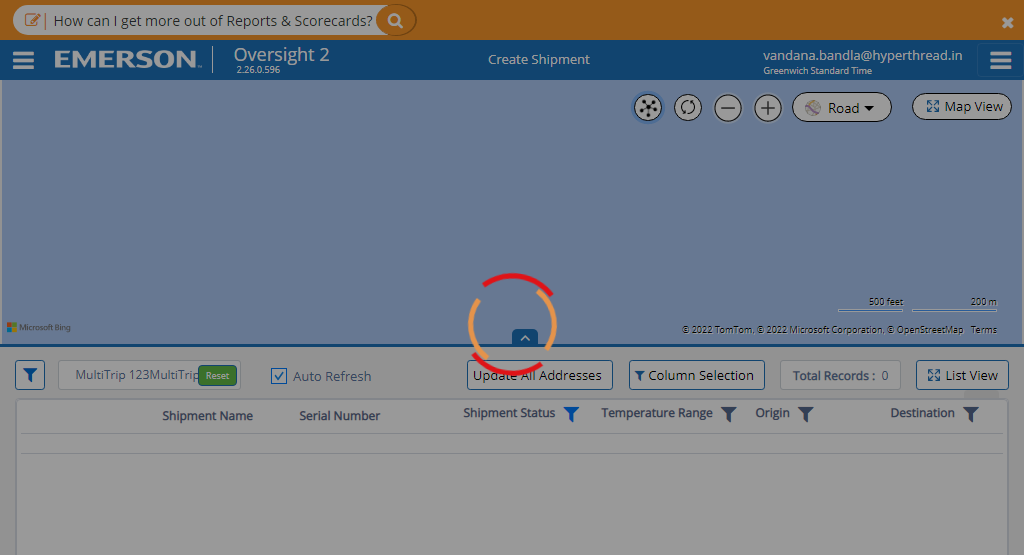 How can I get more out of Reports & Scorecards?
EMERSON™
Oversight 2
2.26.0.596
Create Shipment
vandana.bandla@hyperthread.in
Greenwich Standard Time
Road
Map View
500 feet
200 m
Microsoft Bing
© 2022 TomTom, © 2022 Microsoft Corporation, © OpenStreetMap Terms
MultiTrip 123MultiTrip
Reset
Auto Refresh
Update All Addresses
Column Selection
Total Records : 0
List View
Shipment Name
Serial Number
Shipment Status
Temperature Range
Origin
Destination